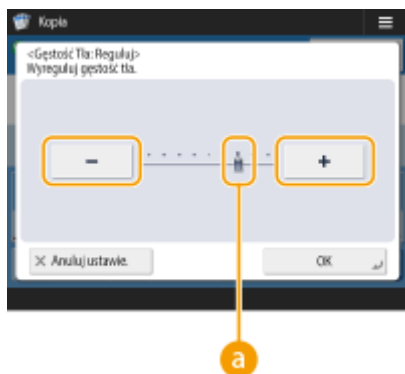 Kopia
<Gęstość Tła: Reguluj>
Wyreguluj gęstość tła.
-
+
× Anuluj ustawie.
OK
a